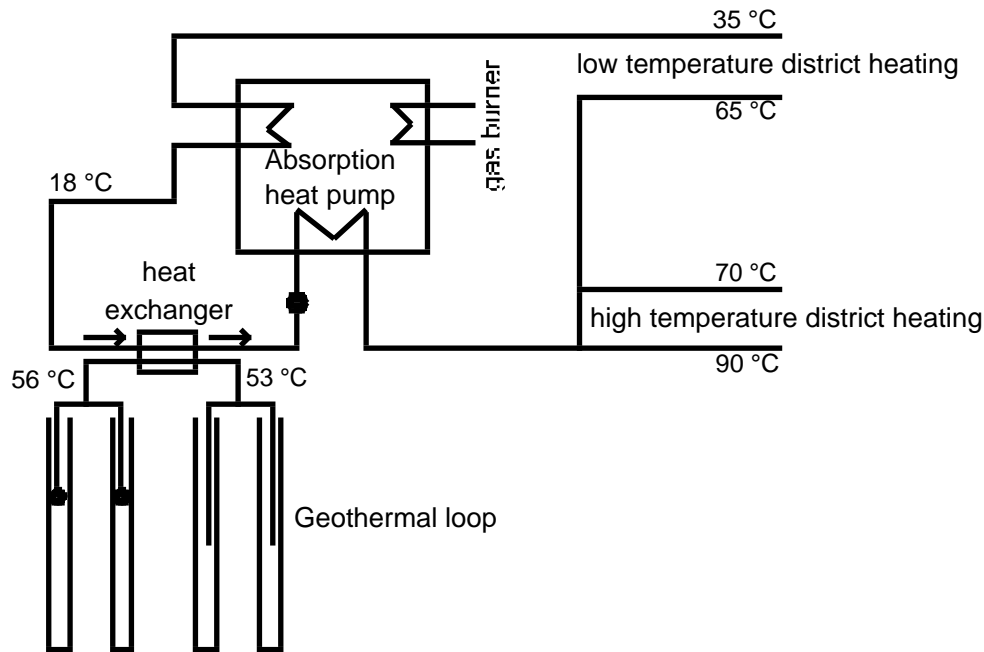 35 °C
low temperature district heating
65 °C
gas burner
Absorption
heat pump
18 °C
heat
exchanger
70 °C
high temperature district heating
90 °C
56 °C
53 °C
Geothermal loop